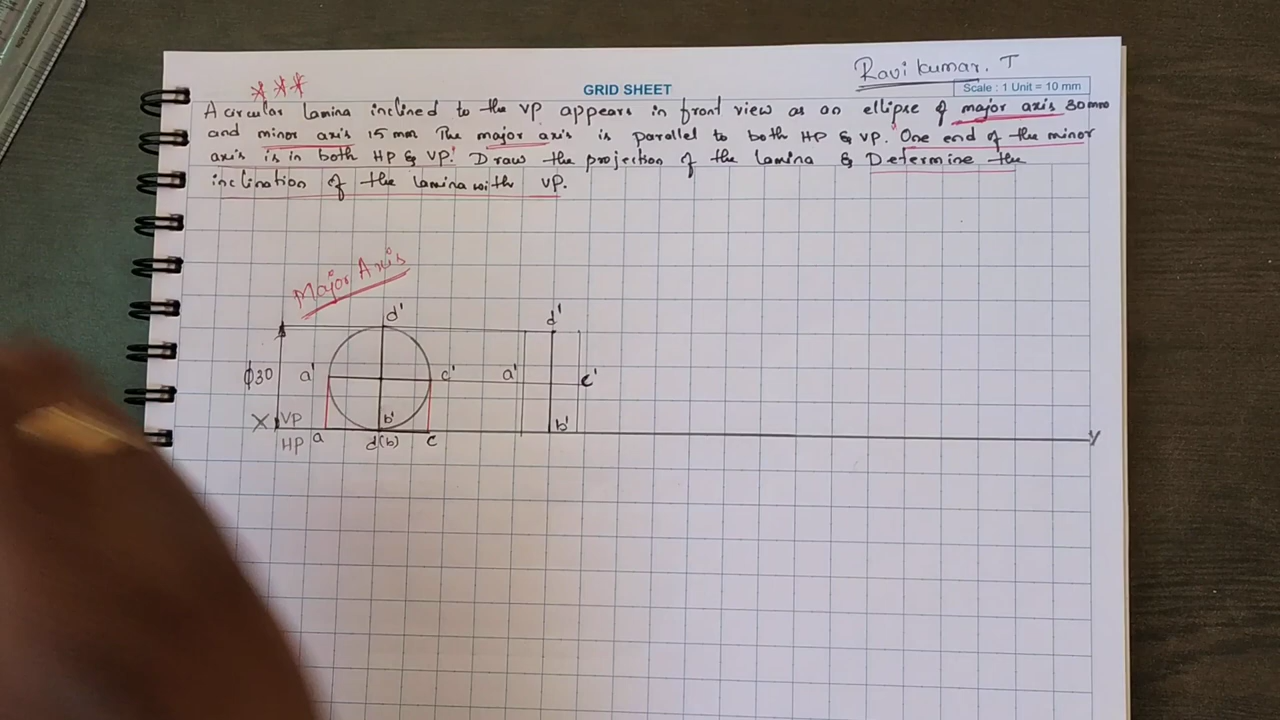 Ravi kumar. T
GRID SHEET
Scale : 1 Unit = 10 mm
A circular lamina inclined to the VP appears in front view as an ellipse of major axis 30mm
and minor axis 15 mm. The major axis is parallel to both HP & VP. "One end of the minor
axis is in both HP & VP." Draw the projection of the lamina & Determine the
inclination of the lamina with VP.
Major Axis
d' d'
ϕ30 a' c' a' c'
X VP b' b' Y
HP a d(b) c